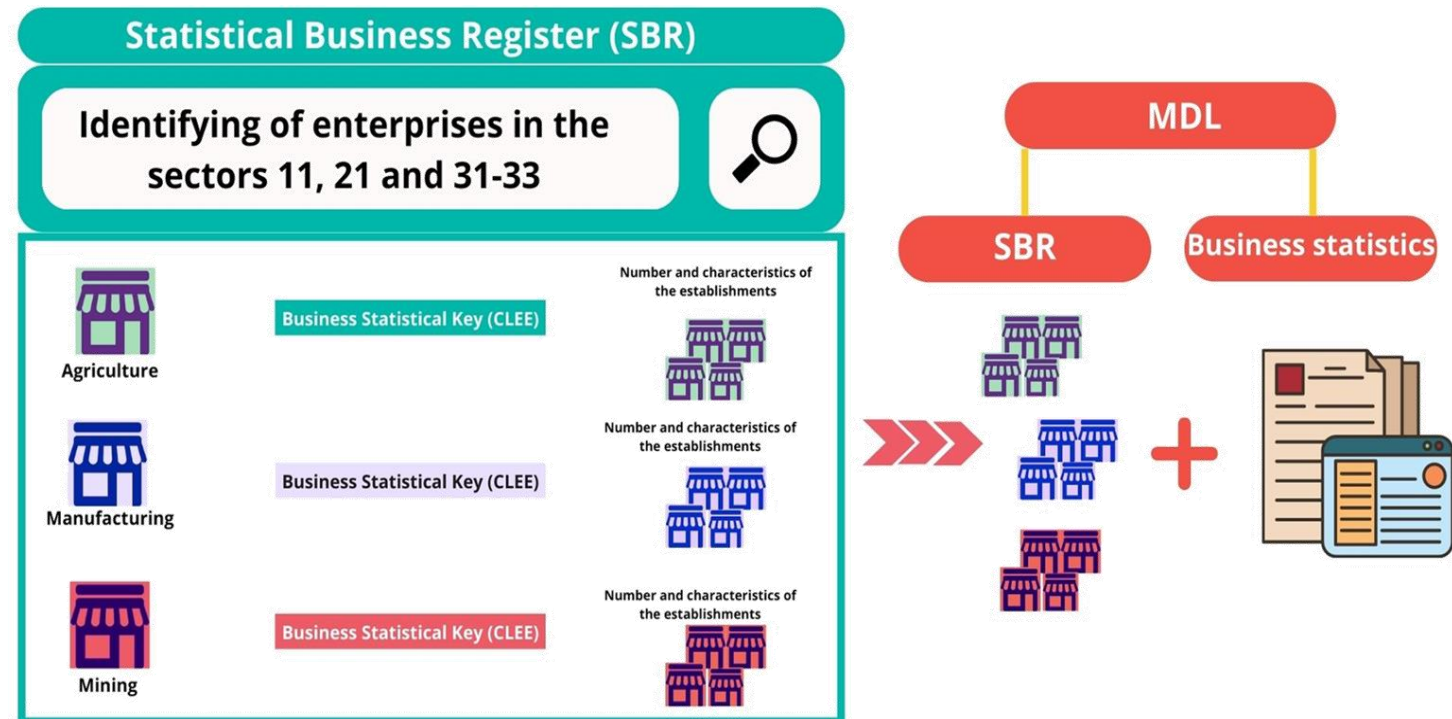 Statistical Business Register (SBR)
Identifying of enterprises in the
sectors 11, 21 and 31-33
Agriculture
Business Statistical Key (CLEE)
Number and characteristics of
the establishments
Manufacturing
Business Statistical Key (CLEE)
Number and characteristics of
the establishments
Mining
Business Statistical Key (CLEE)
Number and characteristics of
the establishments
MDL
SBR
Business statistics